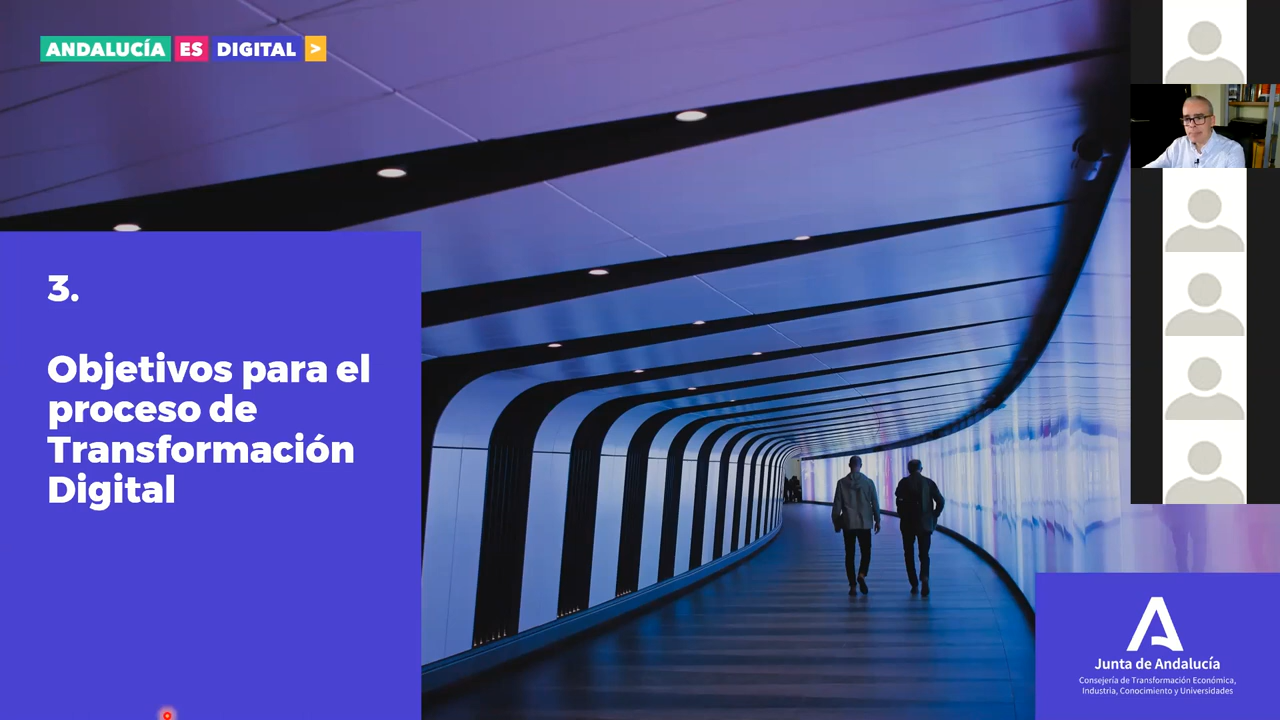 ANDALUCÍA ES DIGITAL >
3.
Objetivos para el
proceso de
Transformación
Digital
Junta de Andalucía
Consejería de Transformación Económica,
Industria, Conocimiento y Universidades